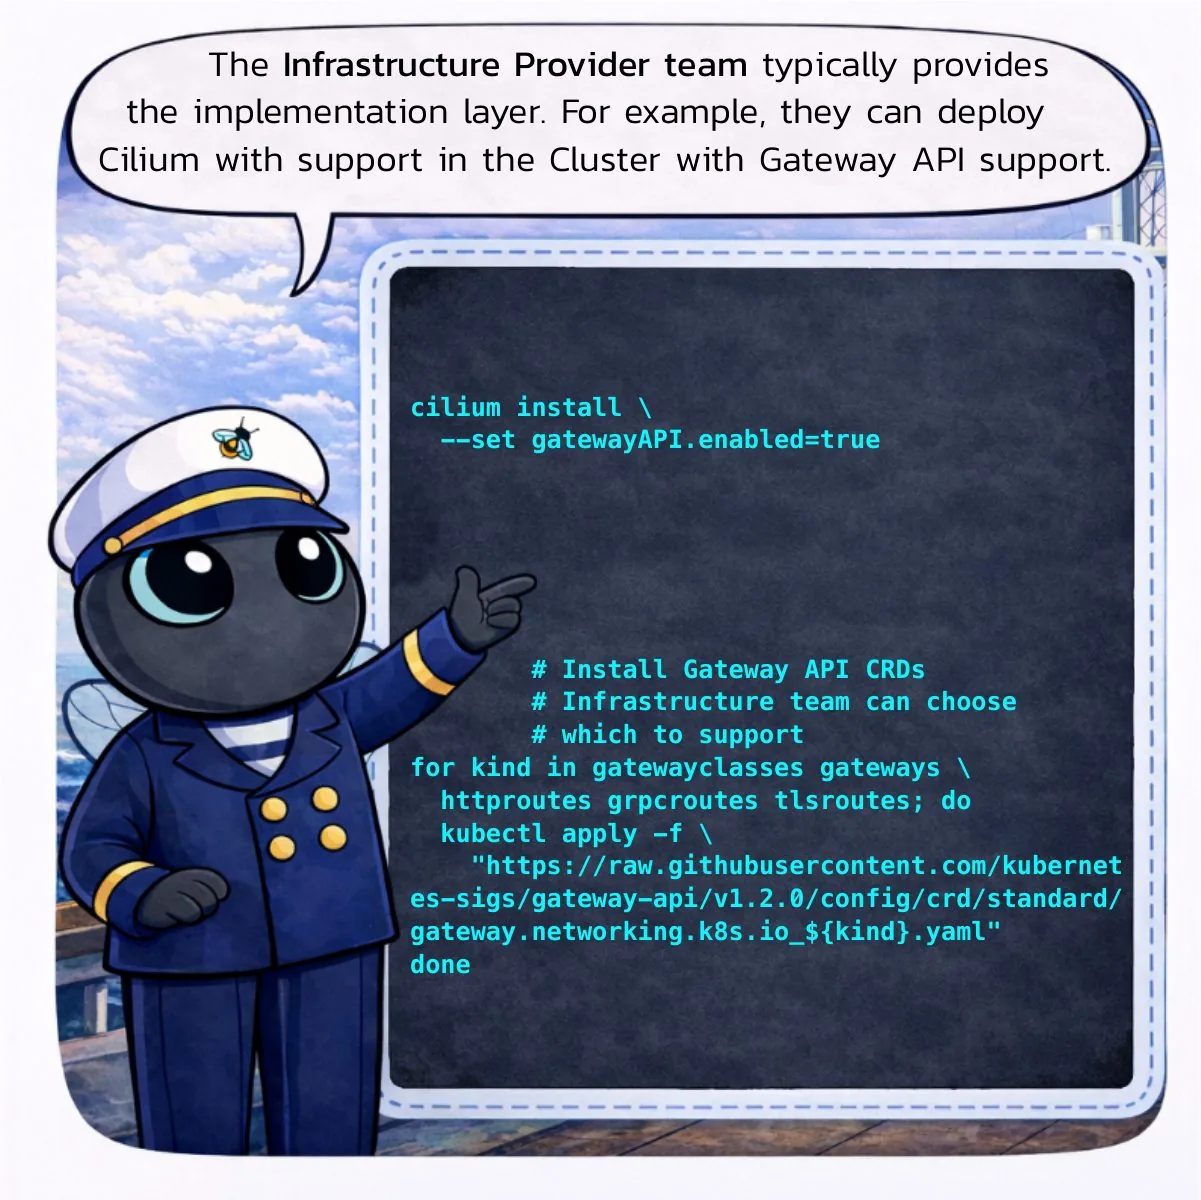 The Infrastructure Provider team typically provides
the implementation layer. For example, they can deploy
Cilium with support in the Cluster with Gateway API support.
cilium install \
  --set gatewayAPI.enabled=true
# Install Gateway API CRDs
# Infrastructure team can choose
# which to support
for kind in gatewayclasses gateways \
  httproutes grpcroutes tlsroutes; do
  kubectl apply -f \
    "https://raw.githubusercontent.com/kubernet
es-sigs/gateway-api/v1.2.0/config/crd/standard/
gateway.networking.k8s.io_${kind}.yaml"
done